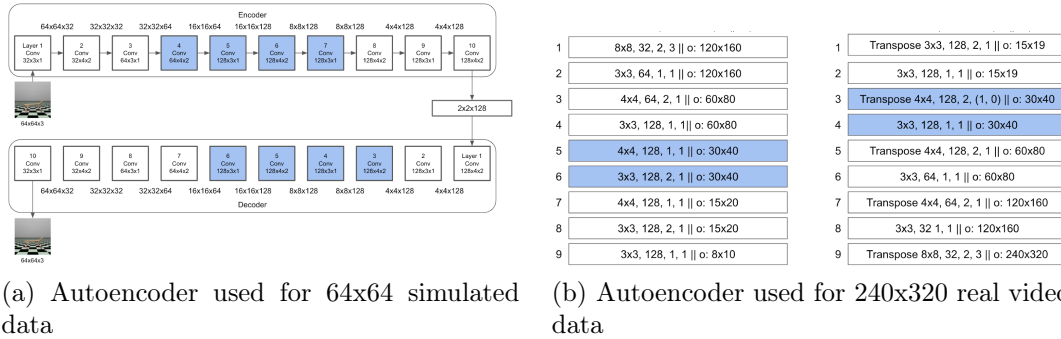 Encoder
64x64x32 32x32x32 32x32x64 16x16x64 16x16x128 8x8x128 8x8x128 4x4x128 4x4x128
Layer 1 Conv 32x3x1
2 Conv 32x4x2
3 Conv 64x3x1
4 Conv 64x4x2
5 Conv 128x3x1
6 Conv 128x4x2
7 Conv 128x3x1
8 Conv 128x4x2
9 Conv 128x3x1
10 Conv 128x4x2
64x64x3
2x2x128
10 Conv 32x3x1
9 Conv 32x4x2
8 Conv 64x3x1
7 Conv 64x4x2
6 Conv 128x3x1
5 Conv 128x4x2
4 Conv 128x3x1
3 Conv 128x4x2
2 Conv 128x3x1
Layer 1 Conv 128x4x2
64x64x32 32x32x32 32x32x64 16x16x64 16x16x128 8x8x128 8x8x128 4x4x128 4x4x128
Decoder
64x64x3
(a) Autoencoder used for 64x64 simulated
data
1 8x8, 32, 2, 3 || o: 120x160
2 3x3, 64, 1, 1 || o: 120x160
3 4x4, 64, 2, 1 || o: 60x80
4 3x3, 128, 1, 1|| o: 60x80
5 4x4, 128, 1, 1 || o: 30x40
6 3x3, 128, 2, 1 || o: 30x40
7 4x4, 128, 1, 1 || o: 15x20
8 3x3, 128, 2, 1 || o: 15x20
9 3x3, 128, 1, 1 || o: 8x10
1 Transpose 3x3, 128, 2, 1 || o: 15x19
2 3x3, 128, 1, 1 || o: 15x19
3 Transpose 4x4, 128, 2, (1, 0) || o: 30x40
4 3x3, 128, 1, 1 || o: 30x40
5 Transpose 4x4, 128, 2, 1 || o: 60x80
6 3x3, 64, 1, 1 || o: 60x80
7 Transpose 4x4, 64, 2, 1 || o: 120x160
8 3x3, 32 1, 1 || o: 120x160
9 Transpose 8x8, 32, 2, 3 || o: 240x320
(b) Autoencoder used for 240x320 real video
data